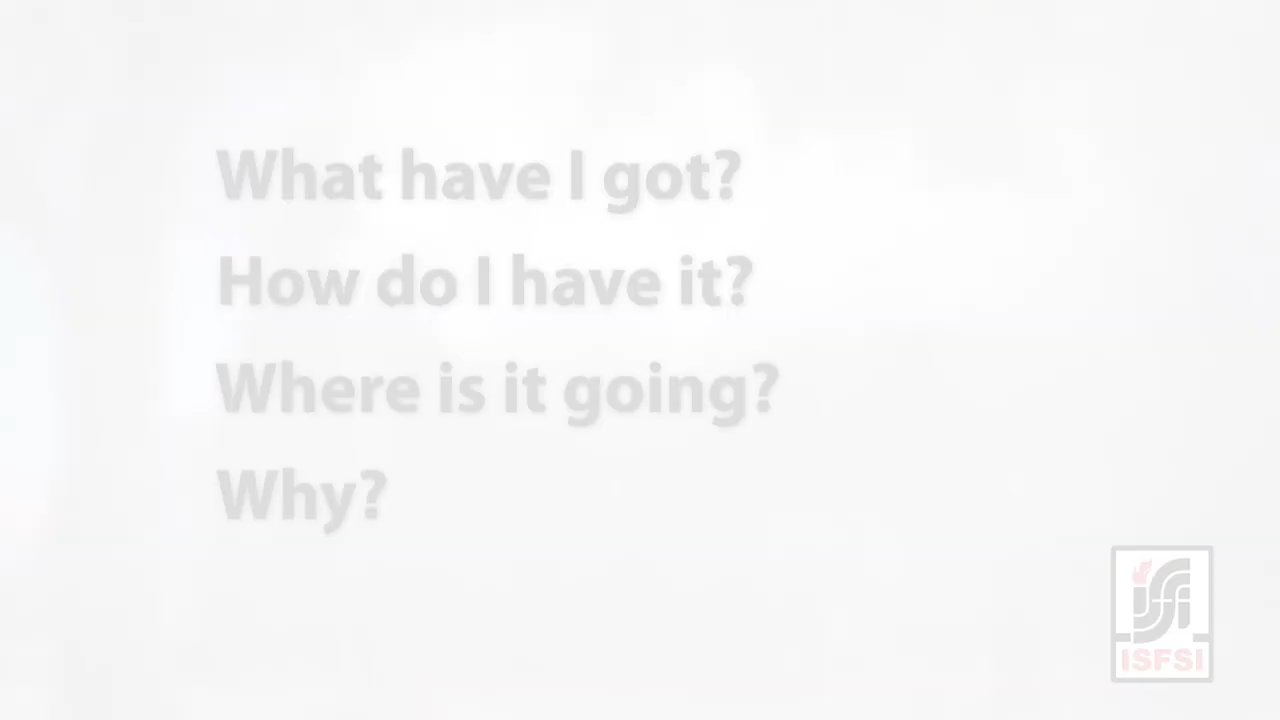 What have I got?
How do I have it?
Where is it going?
Why?
ISFSI